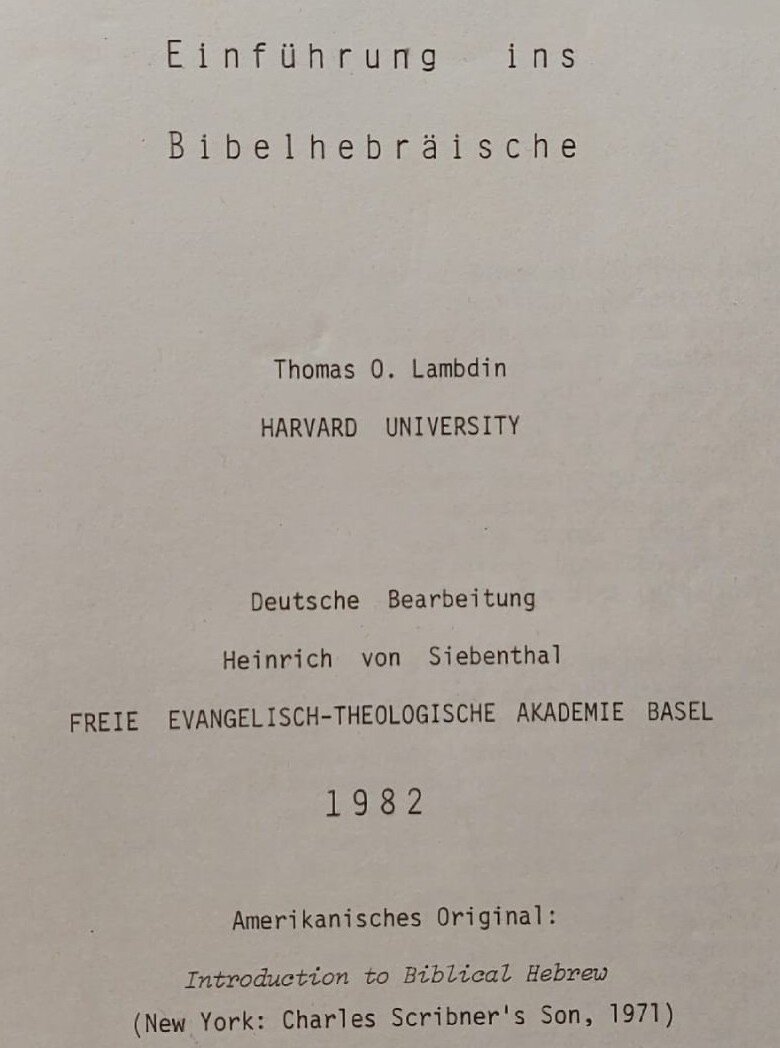 Einführung ins
Bibelhebräische
Thomas O. Lambdin
HARVARD UNIVERSITY
Deutsche Bearbeitung
Heinrich von Siebenthal
FREIE EVANGELISCH-THEOLOGISCHE AKADEMIE BASEL
1982
Amerikanisches Original:
Introduction to Biblical Hebrew
(New York: Charles Scribner's Son, 1971)